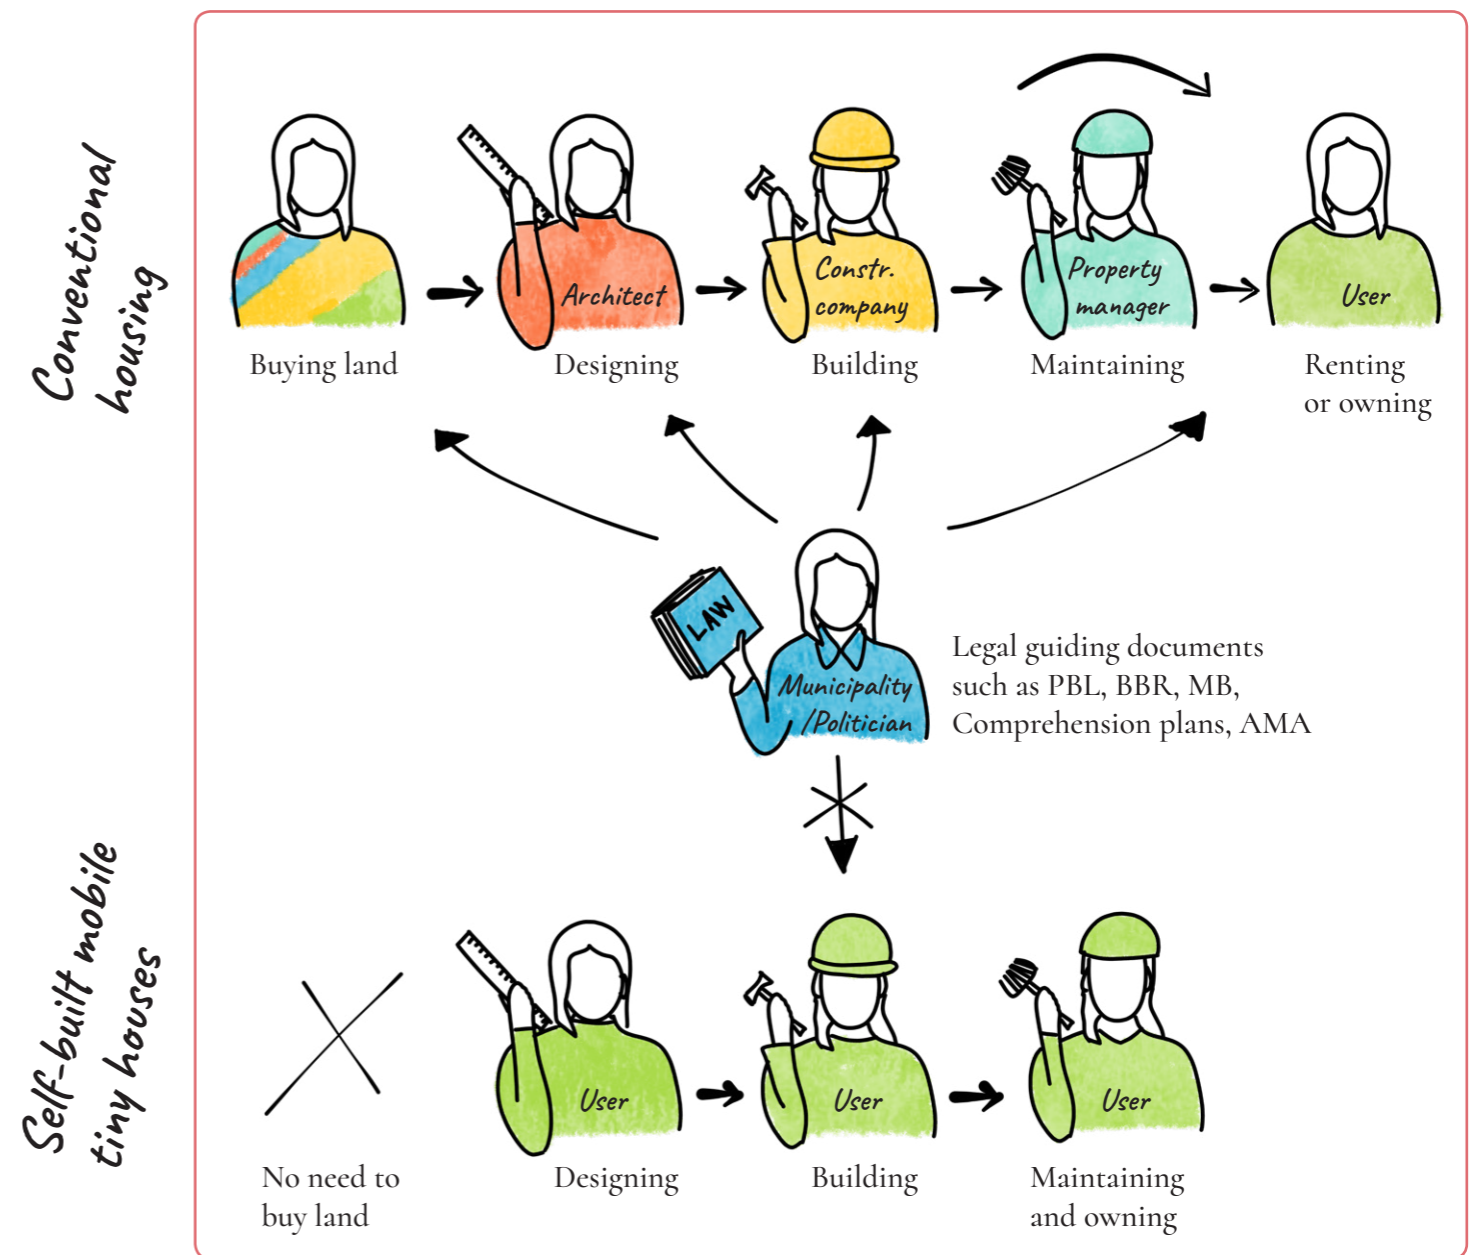 Conventional
housing
Constr.
company
Property
manager
Architect
User
Buying land
Designing
Building
Maintaining
Renting
or owning
LAW
Municipality
/Politician
Legal guiding documents
such as PBL, BBR, MB,
Comprehension plans, AMA
Self-built mobile
tiny houses
User
User
User
No need to
buy land
Designing
Building
Maintaining
and owning